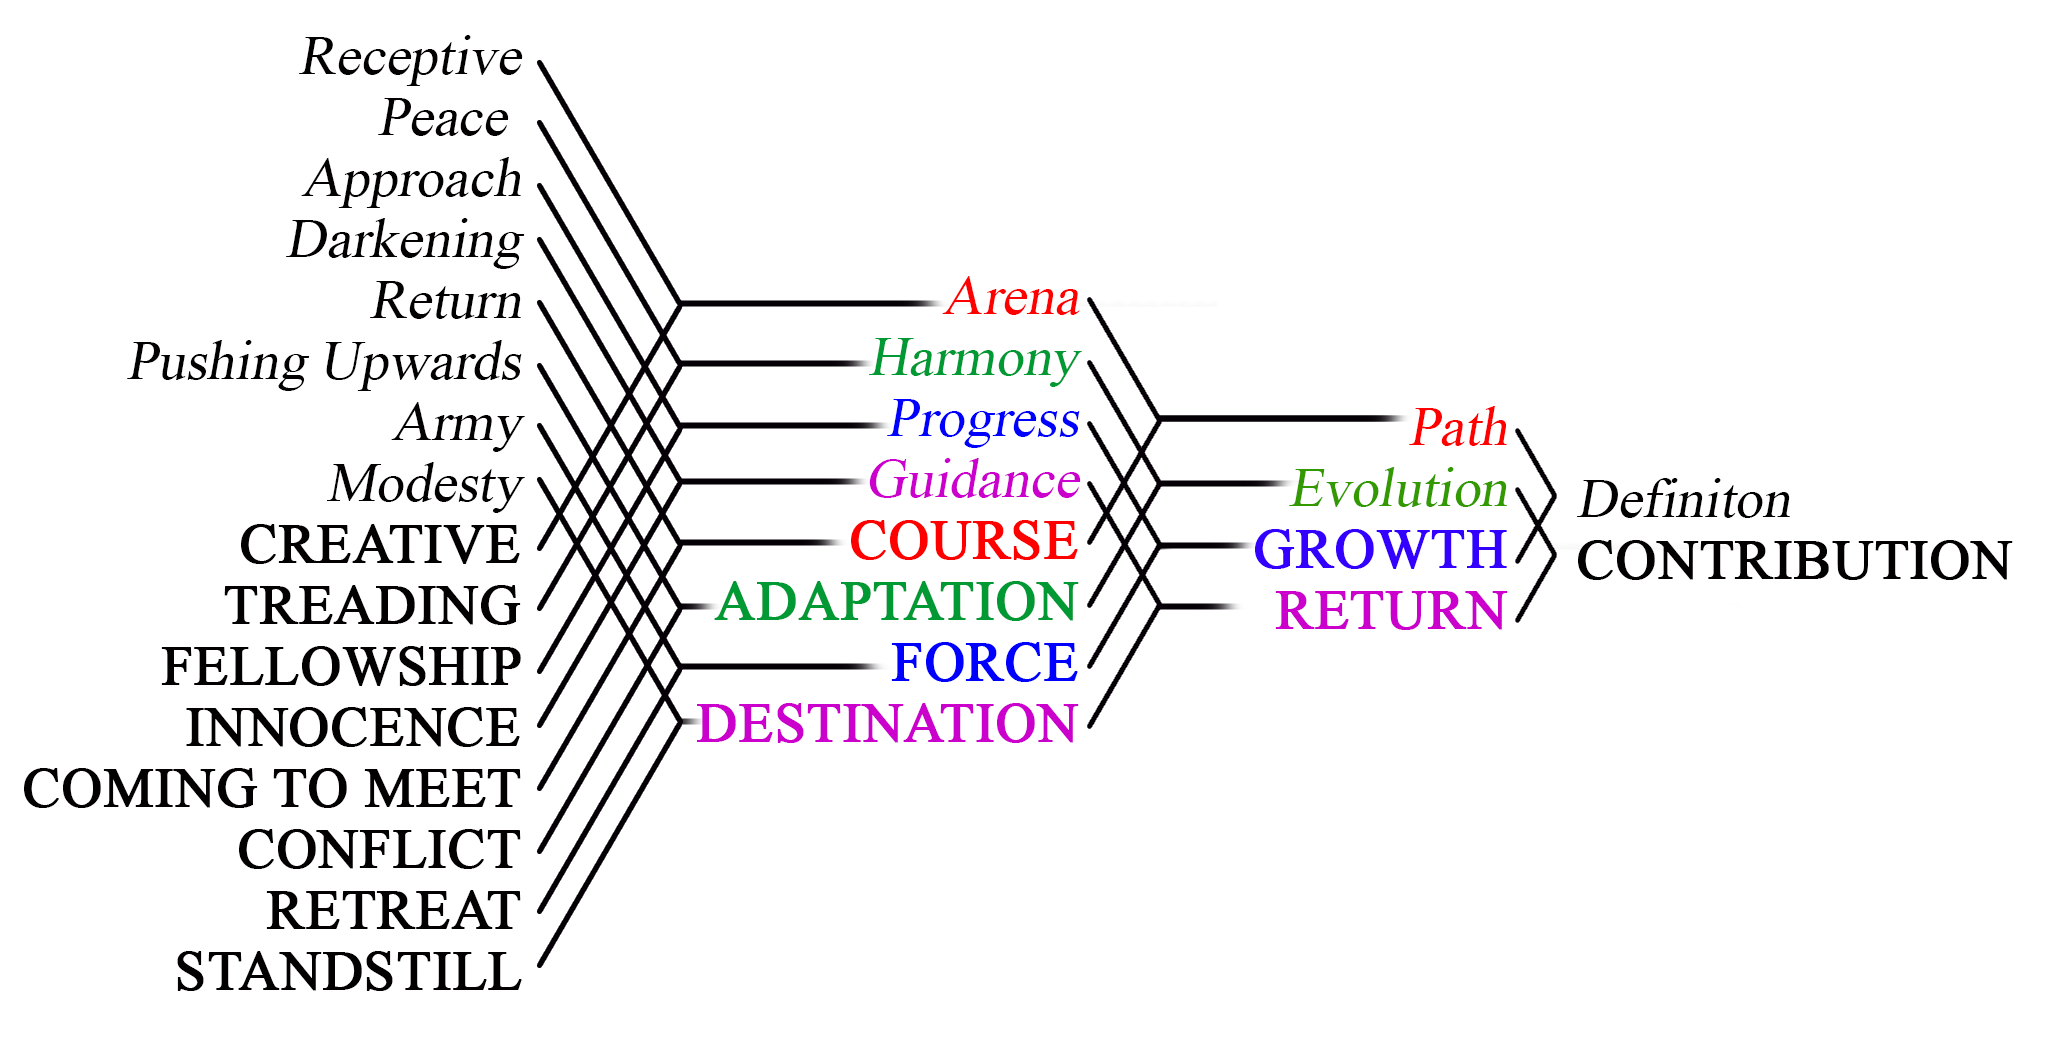 Receptive
Peace
Approach
Darkening
Return
Pushing Upwards
Army
Modesty
CREATIVE
TREADING
FELLOWSHIP
INNOCENCE
COMING TO MEET
CONFLICT
RETREAT
STANDSTILL
Arena
Harmony
Progress
Guidance
COURSE
ADAPTATION
FORCE
DESTINATION
Path
Evolution
GROWTH
RETURN
Definiton
CONTRIBUTION